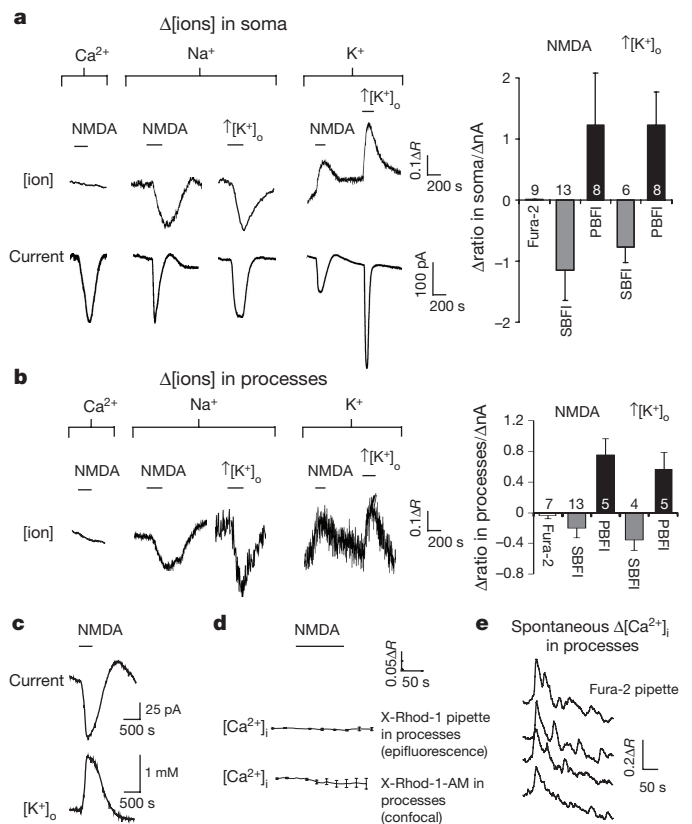 a
Δ[ions] in soma
Ca²⁺ Na⁺ K⁺
NMDA NMDA ↑[K⁺]ₒ NMDA ↑[K⁺]ₒ
[ion]
0.1ΔR
200 s
Current
100 pA
200 s
NMDA ↑[K⁺]ₒ
Δratio in soma/ΔnA
2
1
0
−1
−2
9 13 8 6 8
Fura-2 SBFI PBFI SBFI PBFI
b
Δ[ions] in processes
Ca²⁺ Na⁺ K⁺
NMDA NMDA ↑[K⁺]ₒ NMDA ↑[K⁺]ₒ
[ion]
0.1ΔR
200 s
NMDA ↑[K⁺]ₒ
Δratio in processes/ΔnA
1.2
0.8
0.4
0
−0.4
−0.8
7 13 5 4 5
Fura-2 SBFI PBFI SBFI PBFI
c
NMDA
Current
25 pA
500 s
1 mM
500 s
[K⁺]ₒ
d
NMDA
0.05ΔR
50 s
[Ca²⁺]ᵢ
X-Rhod-1 pipette
in processes
(epifluorescence)
[Ca²⁺]ᵢ
X-Rhod-1-AM in
processes
(confocal)
e
Spontaneous Δ[Ca²⁺]ᵢ
in processes
Fura-2 pipette
0.2ΔR
50 s